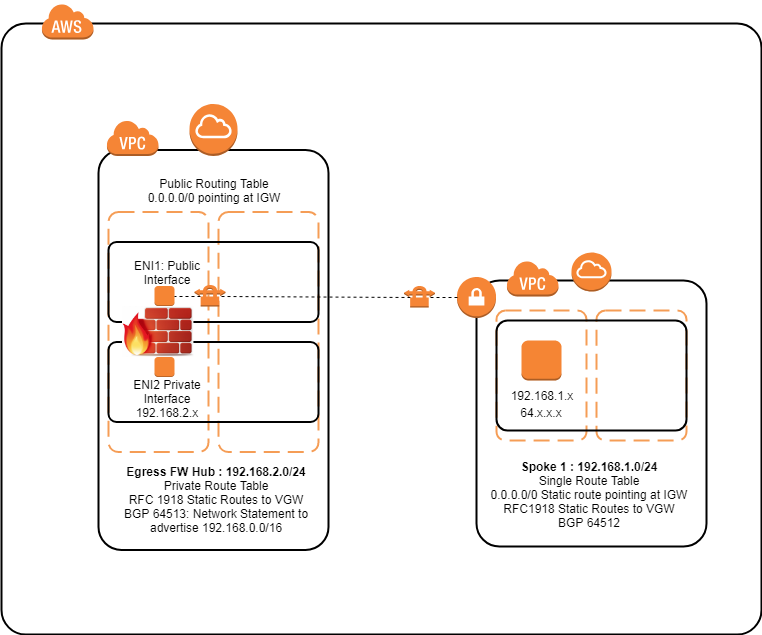 AWS
VPC
Public Routing Table
0.0.0.0/0 pointing at IGW
ENI1: Public
Interface
ENI2 Private
Interface
192.168.2.x
Egress FW Hub : 192.168.2.0/24
Private Route Table
RFC 1918 Static Routes to VGW
BGP 64513: Network Statement to
advertise 192.168.0.0/16
VPC
192.168.1.x
64.x.x.x
Spoke 1 : 192.168.1.0/24
Single Route Table
0.0.0.0/0 Static route pointing at IGW
RFC1918 Static Routes to VGW
BGP 64512